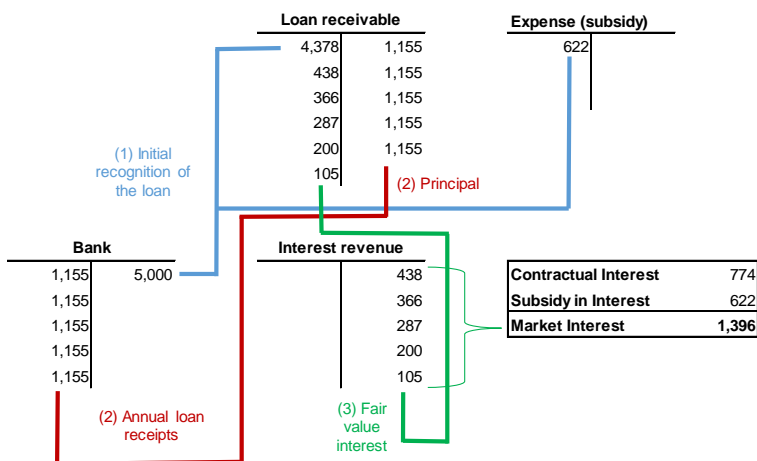 Loan receivable
4,378 1,155
438 1,155
366 1,155
287 1,155
200 1,155
105
Expense (subsidy)
622
(1) Initial
recognition of
the loan
(2) Principal
Bank
1,155 5,000
1,155
1,155
1,155
1,155
Interest revenue
438
366
287
200
105
Contractual Interest 774
Subsidy in Interest 622
Market Interest 1,396
(2) Annual loan
receipts
(3) Fair
value
interest